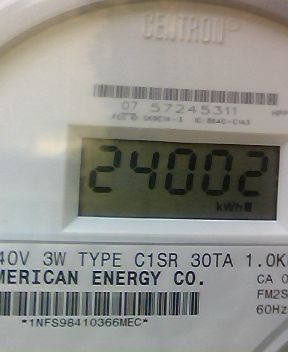 CENTRON®
07 57245311
24002
kWh
40V 3W TYPE C1SR 30TA 1.0K
MERICAN ENERGY CO.
CA 0
FM2S
60Hz
*1NFS98410366MEC*